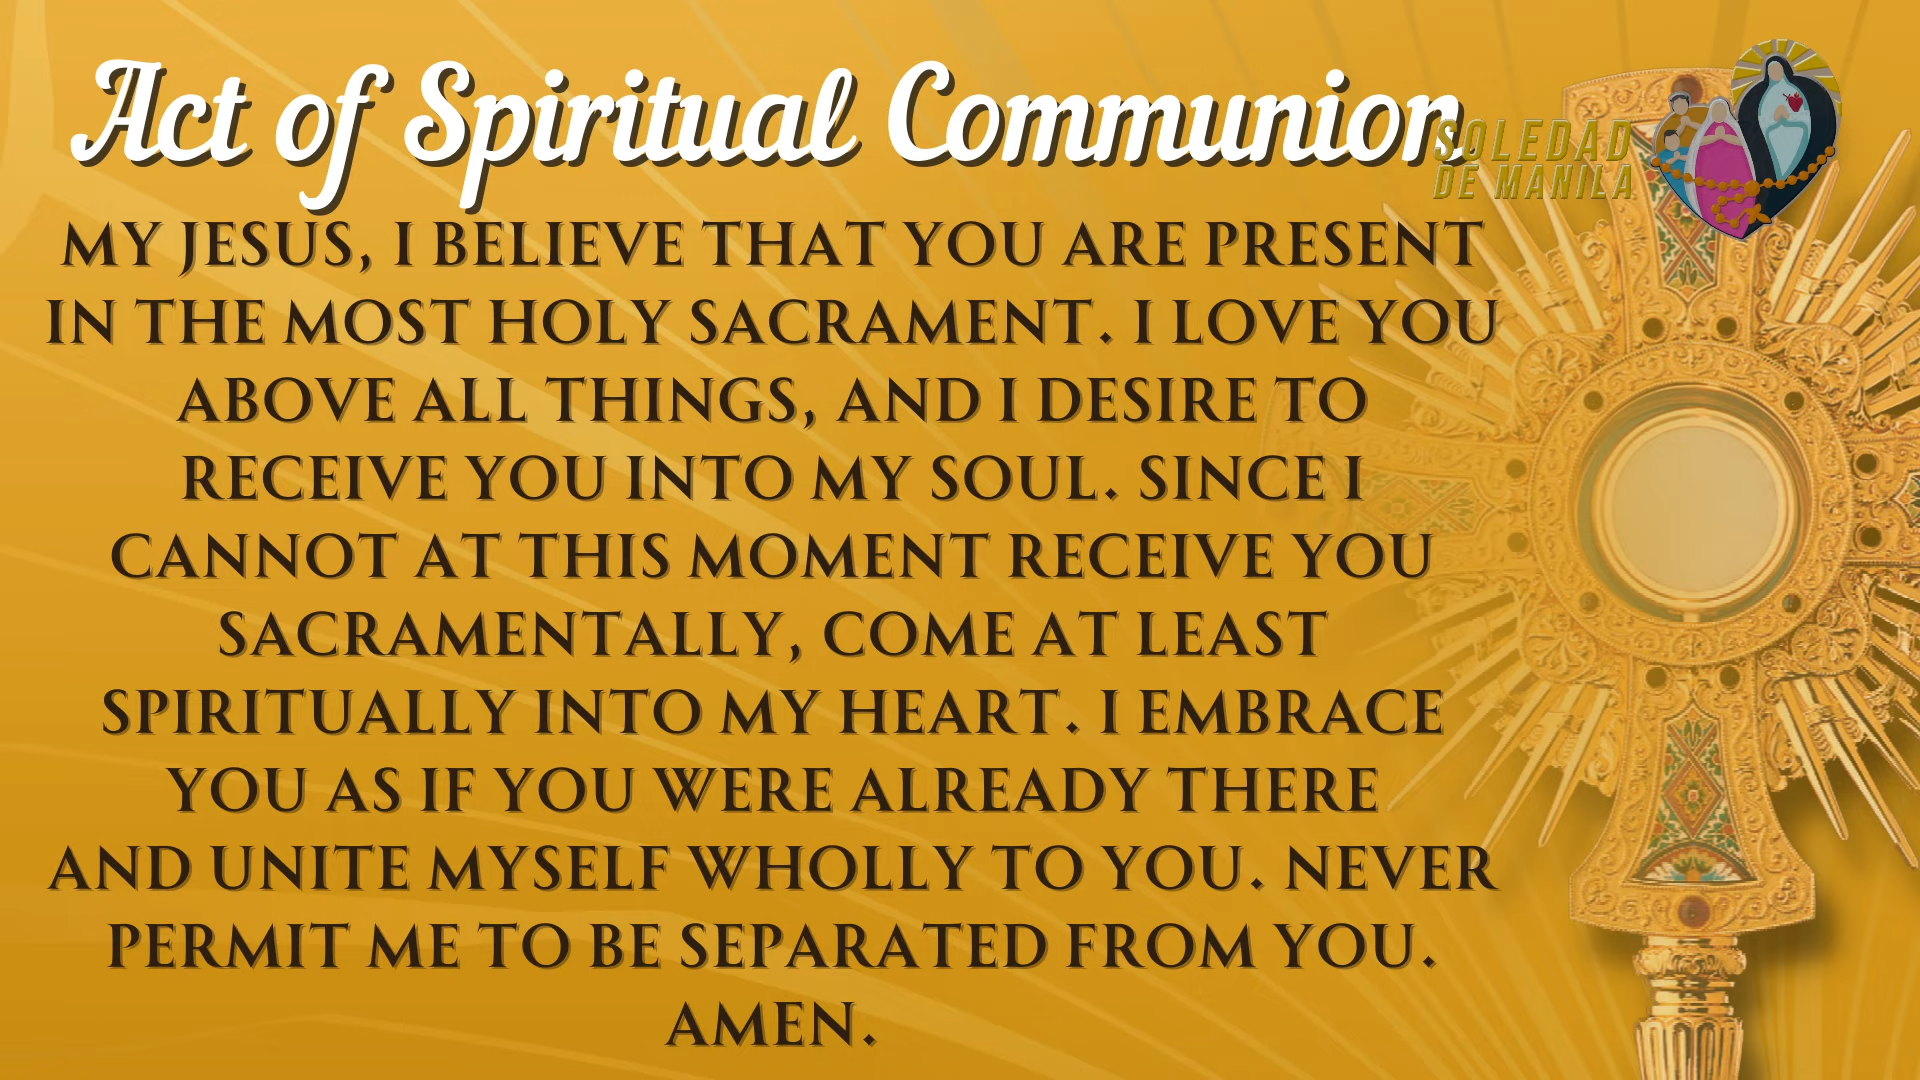 Act of Spiritual Communion
SOLEDAD
DE MANILA
MY JESUS, I BELIEVE THAT YOU ARE PRESENT
IN THE MOST HOLY SACRAMENT. I LOVE YOU
ABOVE ALL THINGS, AND I DESIRE TO
RECEIVE YOU INTO MY SOUL. SINCE I
CANNOT AT THIS MOMENT RECEIVE YOU
SACRAMENTALLY, COME AT LEAST
SPIRITUALLY INTO MY HEART. I EMBRACE
YOU AS IF YOU WERE ALREADY THERE
AND UNITE MYSELF WHOLLY TO YOU. NEVER
PERMIT ME TO BE SEPARATED FROM YOU.
AMEN.